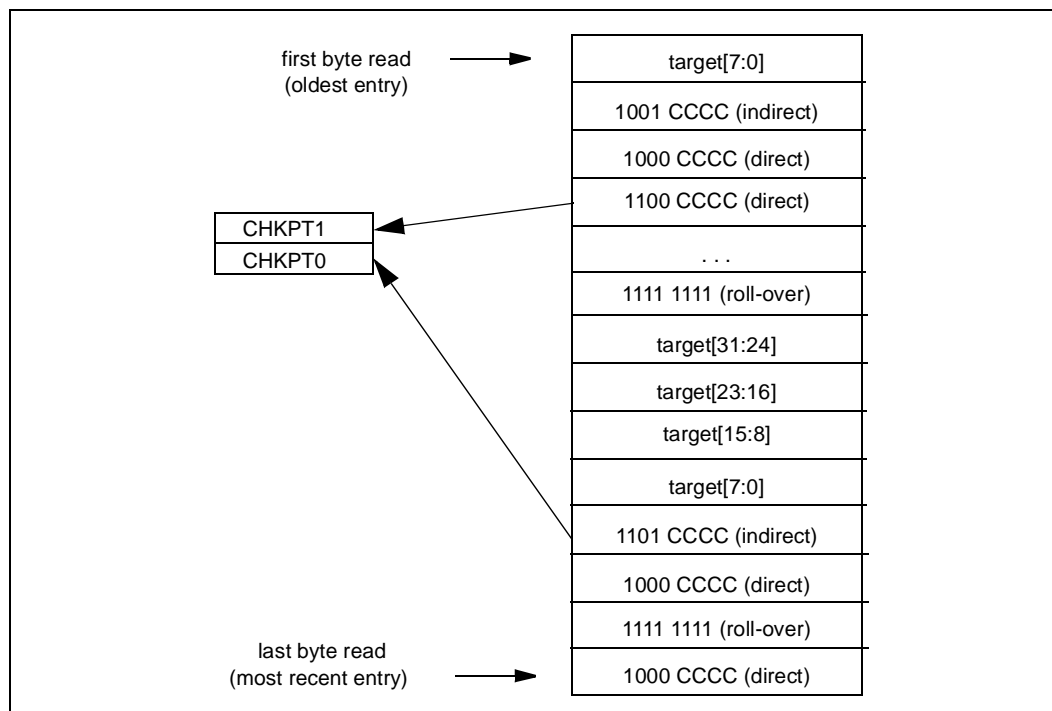 first byte read
(oldest entry)
target[7:0]
1001 CCCC (indirect)
1000 CCCC (direct)
1100 CCCC (direct)
CHKPT1
CHKPT0
. . .
1111 1111 (roll-over)
target[31:24]
target[23:16]
target[15:8]
target[7:0]
1101 CCCC (indirect)
1000 CCCC (direct)
1111 1111 (roll-over)
last byte read
(most recent entry)
1000 CCCC (direct)